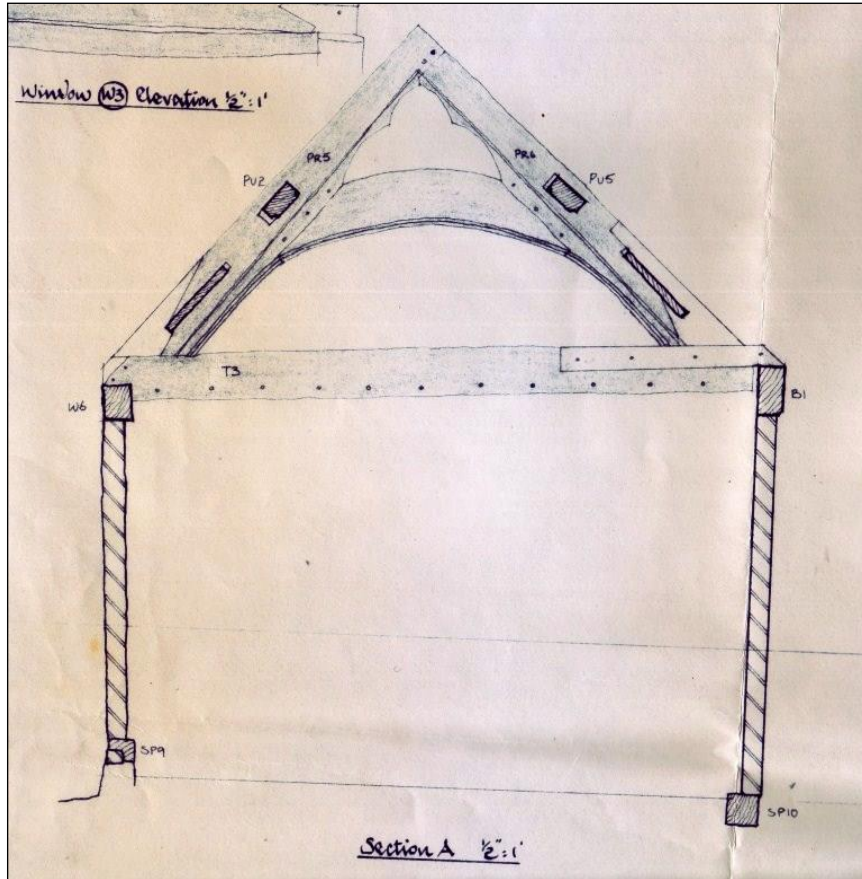 Window W3 Elevation ½":1'
PR5
PR6
PU2
PU5
T3
W6
B1
SP9
SP10
Section A ½":1'